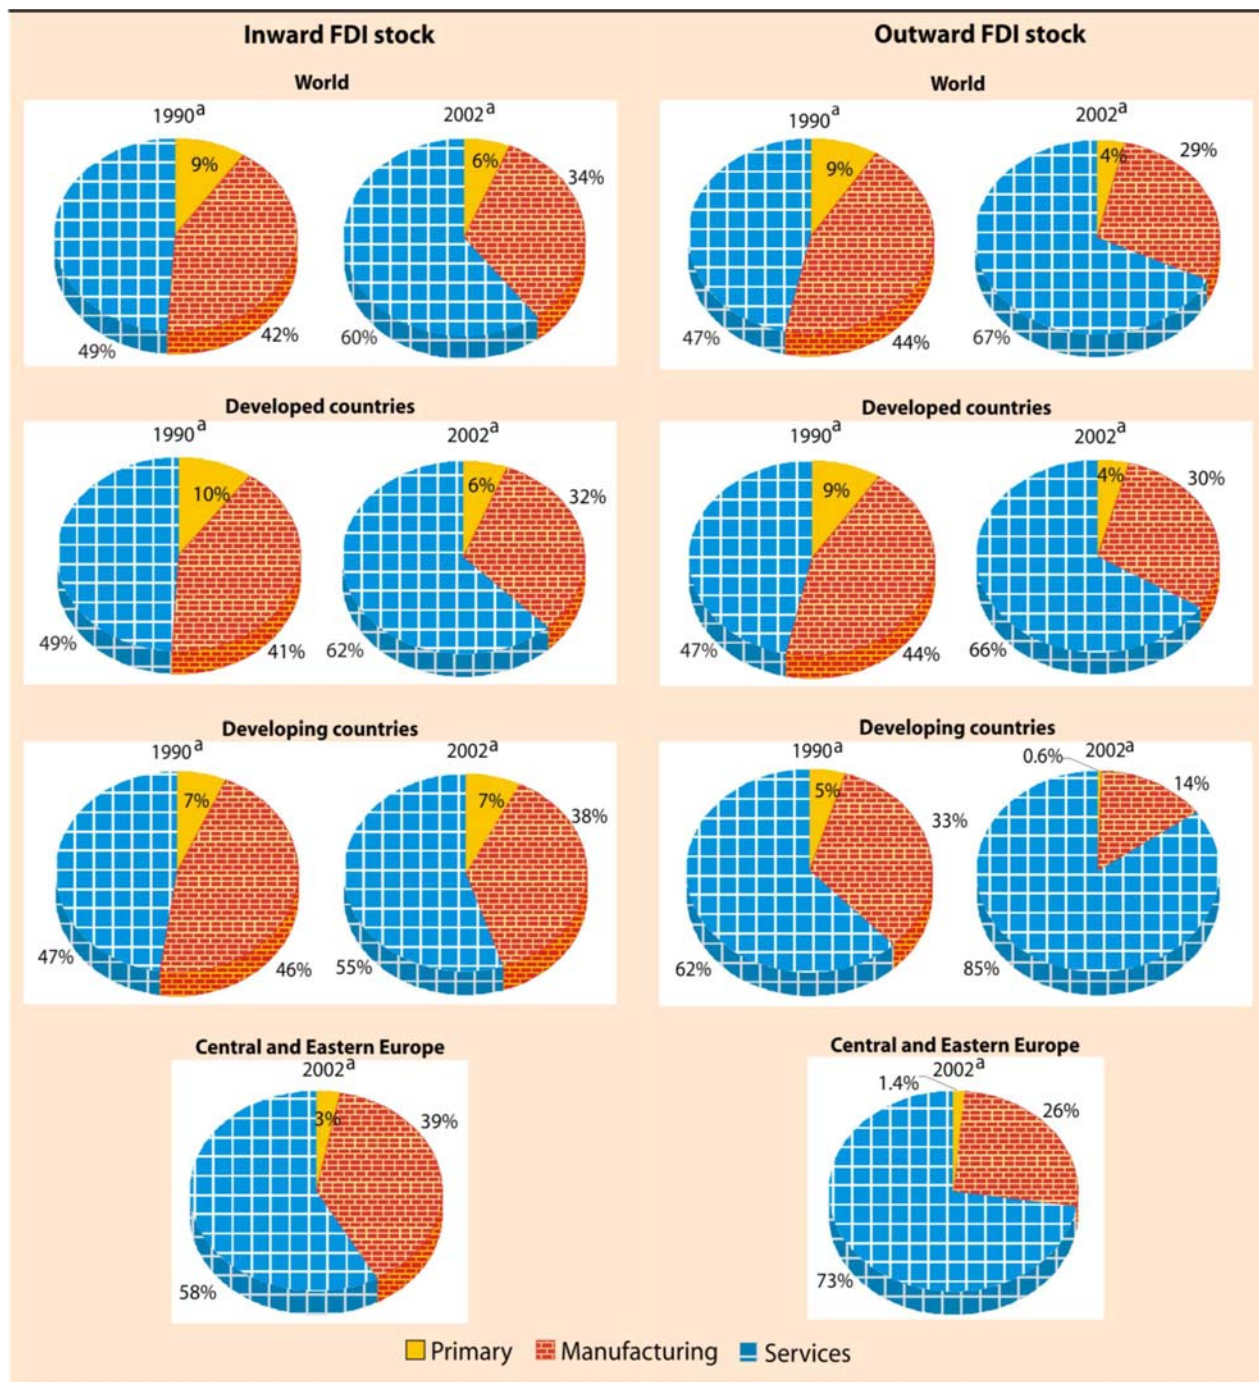 Inward FDI stock
World
1990a
2002a
9%
42%
49%
6%
34%
60%
Developed countries
1990a
2002a
10%
41%
49%
6%
32%
62%
Developing countries
1990a
2002a
7%
46%
47%
7%
38%
55%
Central and Eastern Europe
2002a
3%
39%
58%
Outward FDI stock
World
1990a
2002a
9%
44%
47%
4%
29%
67%
Developed countries
1990a
2002a
9%
44%
47%
4%
30%
66%
Developing countries
1990a
2002a
5%
33%
62%
0.6%
14%
85%
Central and Eastern Europe
2002a
1.4%
26%
73%
Primary Manufacturing Services